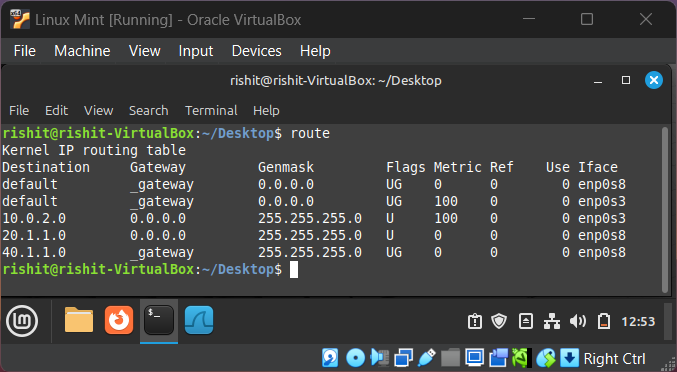 Linux Mint [Running] - Oracle VirtualBox
File Machine View Input Devices Help
rishit@rishit-VirtualBox: ~/Desktop
File Edit View Search Terminal Help
rishit@rishit-VirtualBox:~/Desktop$ route
Kernel IP routing table
Destination Gateway Genmask Flags Metric Ref Use Iface
default _gateway 0.0.0.0 UG 0 0 0 enp0s8
default _gateway 0.0.0.0 UG 100 0 0 enp0s3
10.0.2.0 0.0.0.0 255.255.255.0 U 100 0 0 enp0s3
20.1.1.0 0.0.0.0 255.255.255.0 U 0 0 0 enp0s8
40.1.1.0 _gateway 255.255.255.0 UG 0 0 0 enp0s8
rishit@rishit-VirtualBox:~/Desktop$
$_ 12:53
Right Ctrl